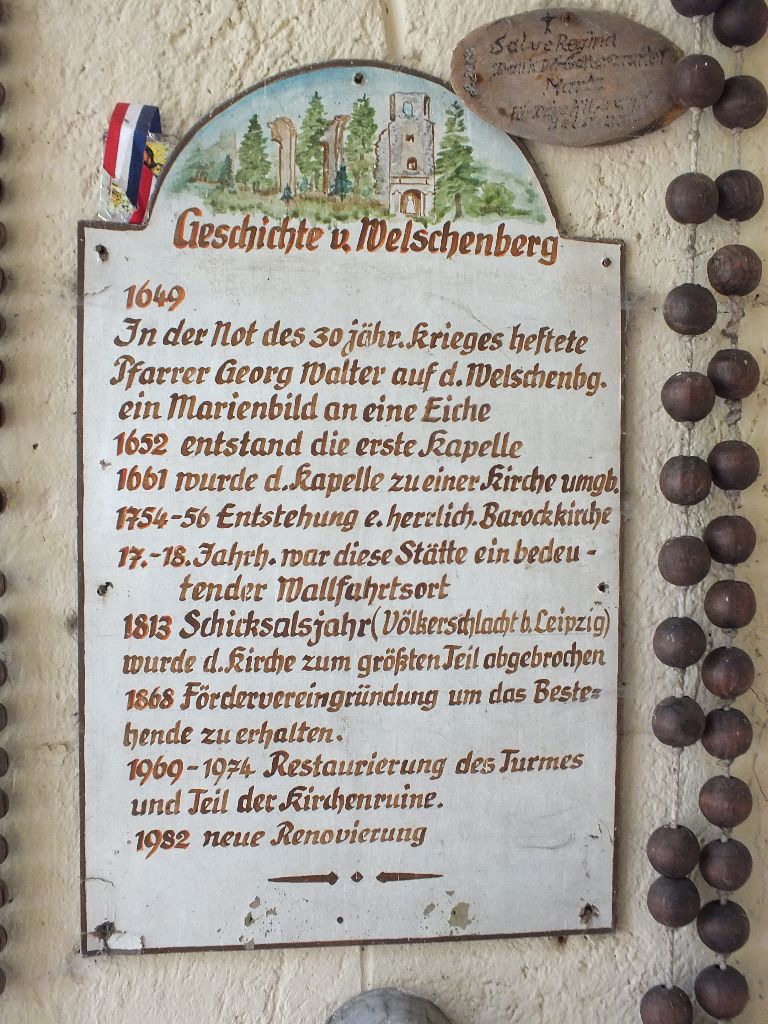 Salve Regina
Geschichte v. Welschenberg
1649
In der Not des 30 jähr. Krieges heftete
Pfarrer Georg Walter auf d. Welschenbg.
ein Marienbild an eine Eiche
1652 entstand die erste Kapelle
1661 wurde d. Kapelle zu einer Kirche umgb.
1754-56 Entstehung e. herrlich. Barockkirche
17.-18. Jahrh. war diese Stätte ein bedeu-
tender Wallfahrtsort
1813 Schicksalsjahr (Völkerschlacht b. Leipzig)
wurde d. Kirche zum größten Teil abgebrochen
1868 Fördervereingründung um das Beste=
hende zu erhalten.
1969-1974 Restaurierung des Turmes
und Teil der Kirchenruine.
1982 neue Renovierung